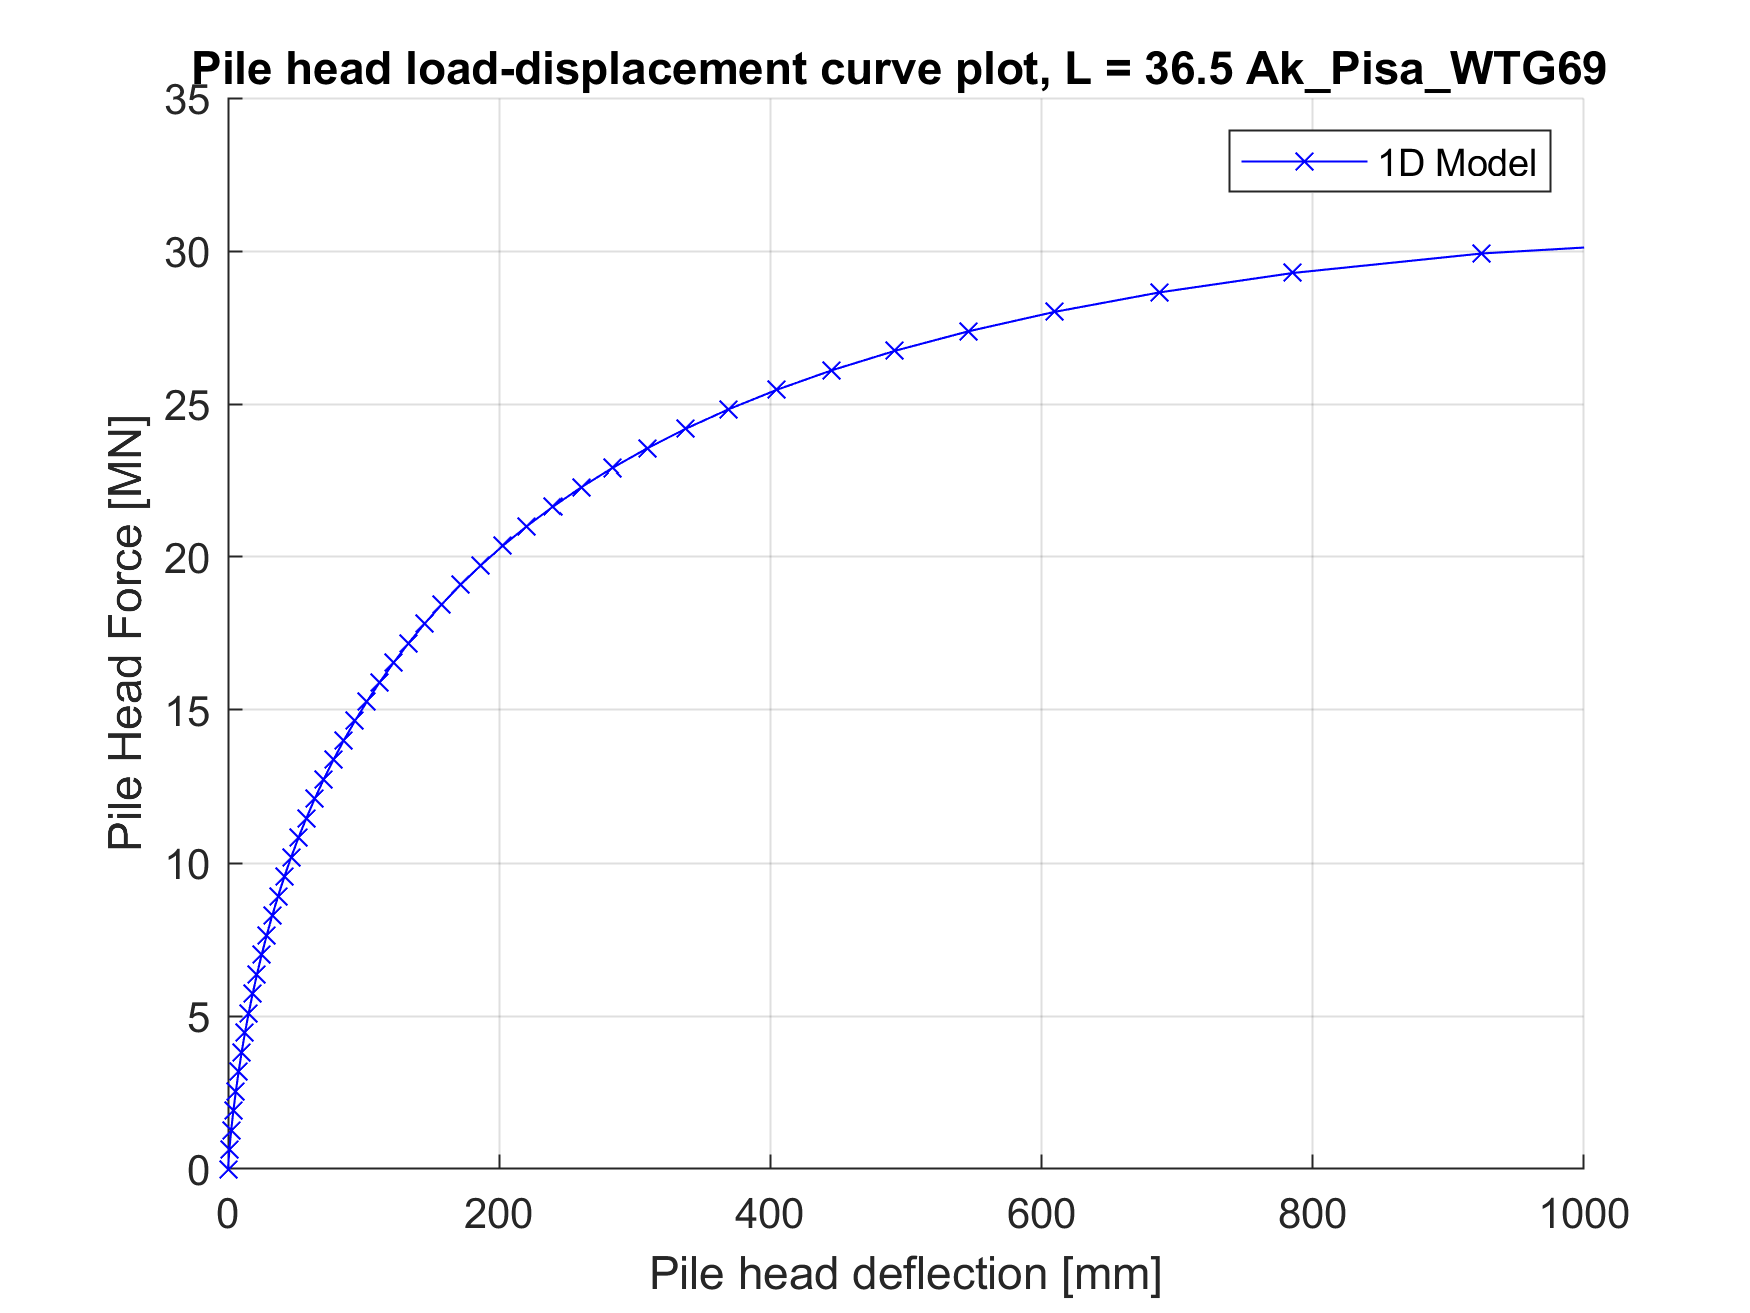 Pile head load-displacement curve plot, L = 36.5 Ak_Pisa_WTG69
1D Model
Pile Head Force [MN]
35
30
25
20
15
10
5
0
0 200 400 600 800 1000
Pile head deflection [mm]